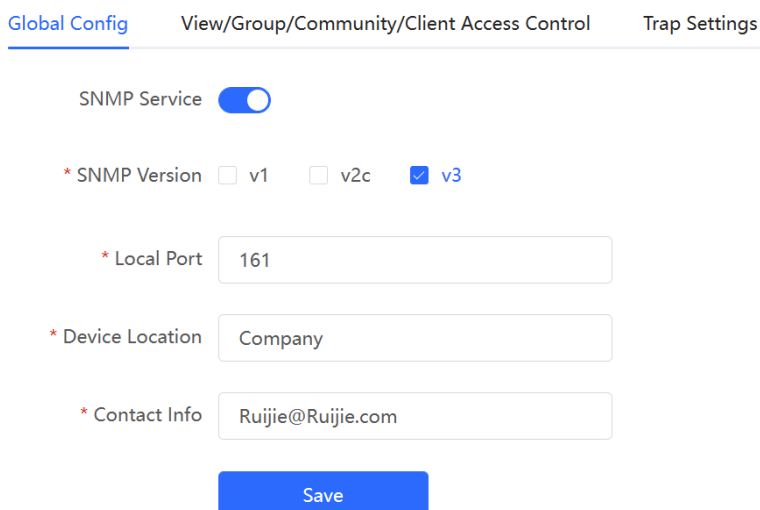 Global Config View/Group/Community/Client Access Control Trap Settings
SNMP Service
* SNMP Version v1 v2c v3
* Local Port 161
* Device Location Company
* Contact Info Ruijie@Ruijie.com
Save